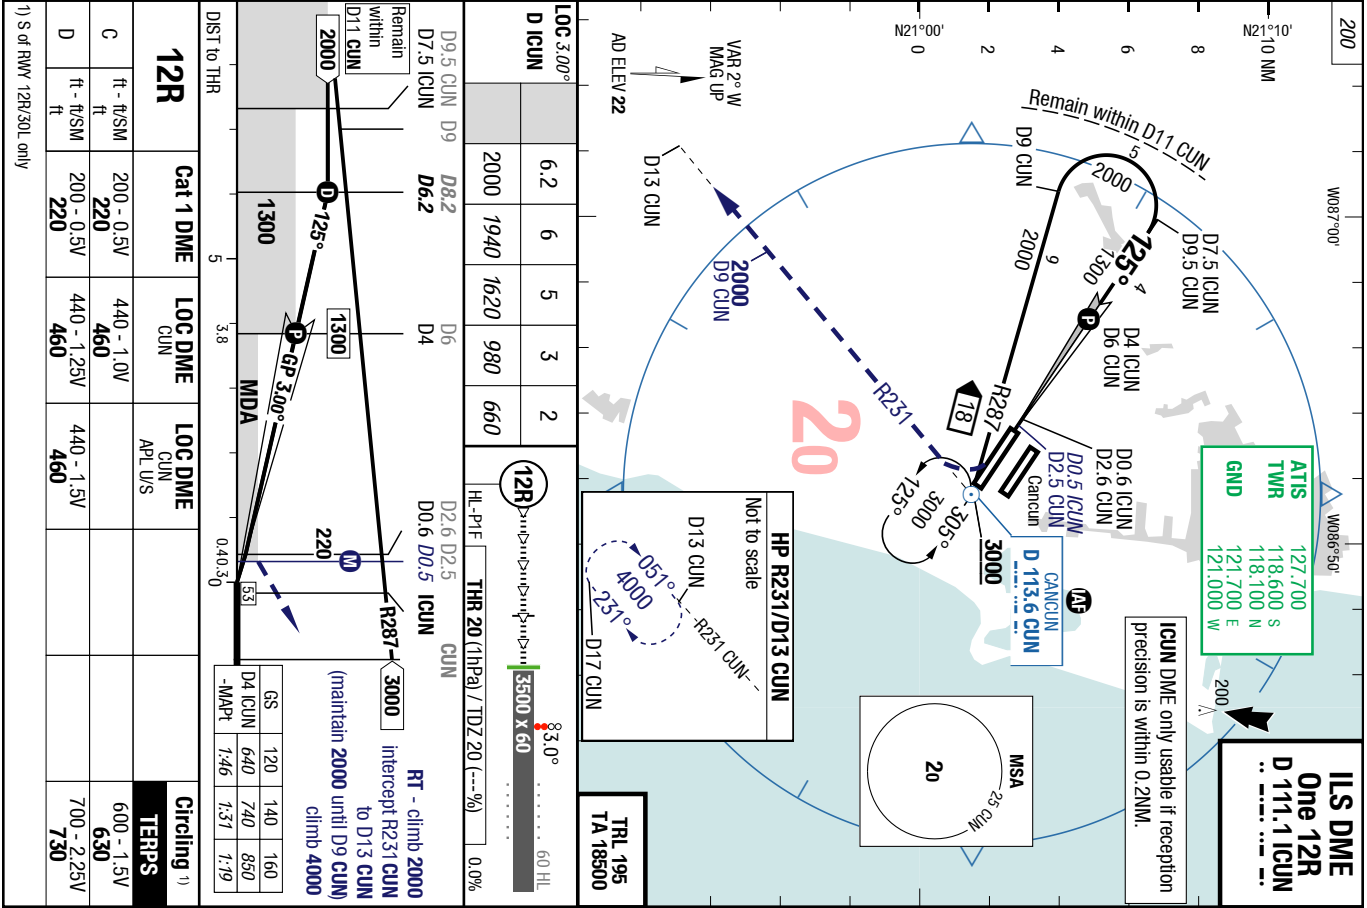 ILS DME
One 12R
D 111.1 ICUN
200
N21°10'
10 NM
8
6
4
2
0
N21°00'
W087°00'
W086°50'
ATIS 127.700
TWR 118.600 S
118.100 N
GND 121.700 E
121.000 W
ICUN DME only usable if reception
precision is within 0.2NM.
200
VAR 2° W
MAG UP
AD ELEV 22
Remain within D11 CUN
5
2000
D9 CUN
D7.5 ICUN
D9.5 CUN
125°
1300
4
9
2000
P
D4 ICUN
D6 CUN
D0.6 ICUN
D2.6 CUN
D0.5 ICUN
D2.5 CUN
Cancun
R287
18
IAF
CANCUN
D 113.6 CUN
3000
305°
3000
125°
R231
2000
D9 CUN
D13 CUN
20
HP R231/D13 CUN
Not to scale
D13 CUN
R231 CUN
051°
4000
231°
D17 CUN
MSA
25 CUN
20
TRL 195
TA 18500
LOC 3.00°
D ICUN
6.2 6 5 3 2
2000 1940 1620 980 660
12R
HL-P1F
3500 x 60
3.0°
60 HL
THR 20 (1hPa) / TDZ 20 (---%)
0.0%
D9.5 CUN D9 D8.2 D6 D2.6 D2.5 CUN
D7.5 ICUN D6.2 D4 D0.6 D0.5 ICUN
Remain
within
D11 CUN
2000
D
125°
1300
P
1300
GP 3.00°
MDA
M
220
53
R287
3000
DIST to THR
5 3.8 0.4 0.3 0
RT - climb 2000
intercept R231 CUN
to D13 CUN
(maintain 2000 until D9 CUN)
climb 4000
GS 120 140 160
D4 ICUN 640 740 850
-MAPt 1:46 1:31 1:19
12R
Cat 1 DME
LOC DME
CUN
LOC DME
CUN
APL U/S
Circling 1)
TERPS
C
ft - ft/SM 200 - 0.5V 440 - 1.0V 600 - 1.5V
ft 220 460 630
D
ft - ft/SM 200 - 0.5V 440 - 1.25V 440 - 1.5V 700 - 2.25V
ft 220 460 460 730
1) S of RWY 12R/30L only